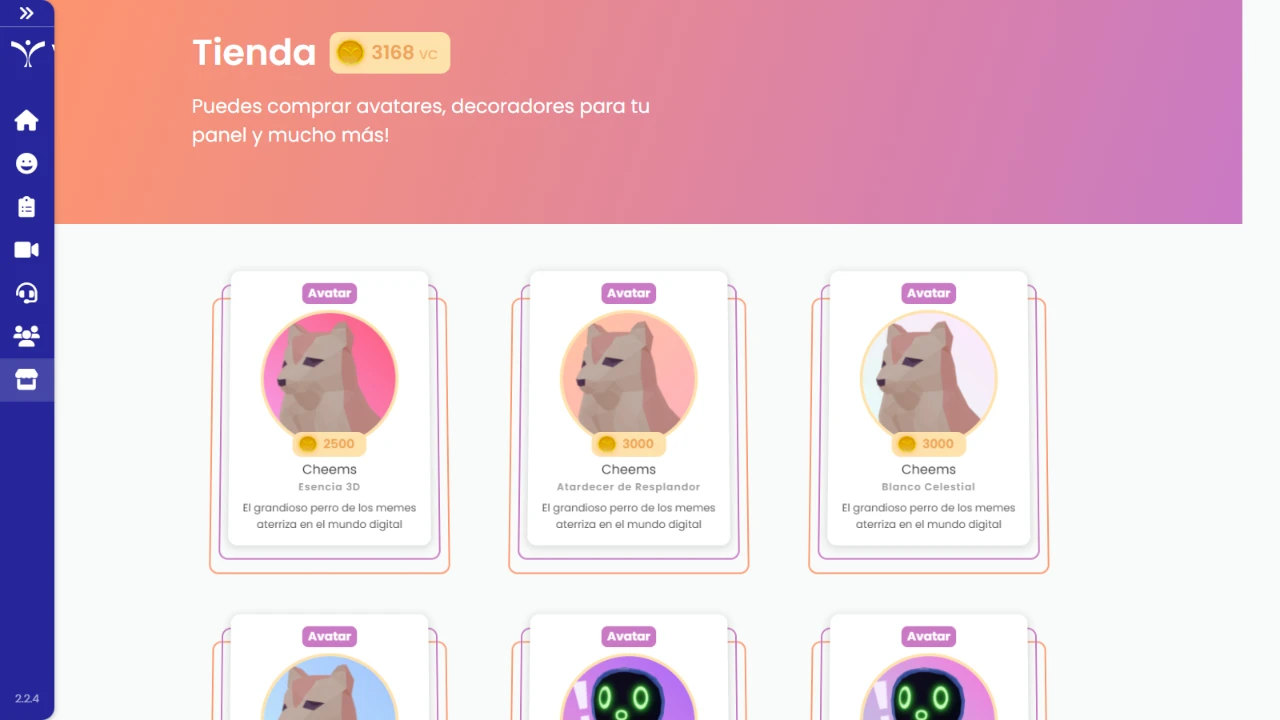 Tienda
3168 VC
Puedes comprar avatares, decoradores para tu
panel y mucho más!
Avatar
2500
Cheems
Esencia 3D
El grandioso perro de los memes
aterriza en el mundo digital
Avatar
3000
Cheems
Atardecer de Resplandor
El grandioso perro de los memes
aterriza en el mundo digital
Avatar
3000
Cheems
Blanco Celestial
El grandioso perro de los memes
aterriza en el mundo digital
Avatar
Avatar
Avatar
2.2.4